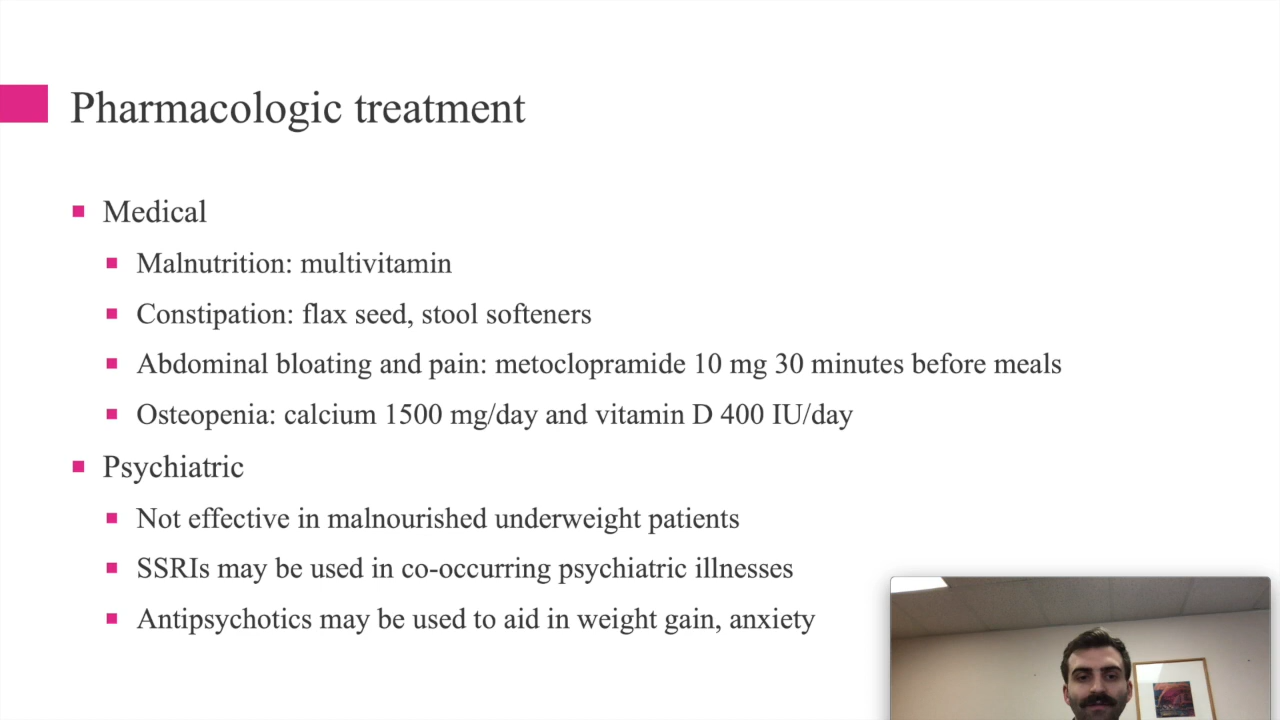 Pharmacologic treatment
Medical
Malnutrition: multivitamin
Constipation: flax seed, stool softeners
Abdominal bloating and pain: metoclopramide 10 mg 30 minutes before meals
Osteopenia: calcium 1500 mg/day and vitamin D 400 IU/day
Psychiatric
Not effective in malnourished underweight patients
SSRIs may be used in co-occurring psychiatric illnesses
Antipsychotics may be used to aid in weight gain, anxiety